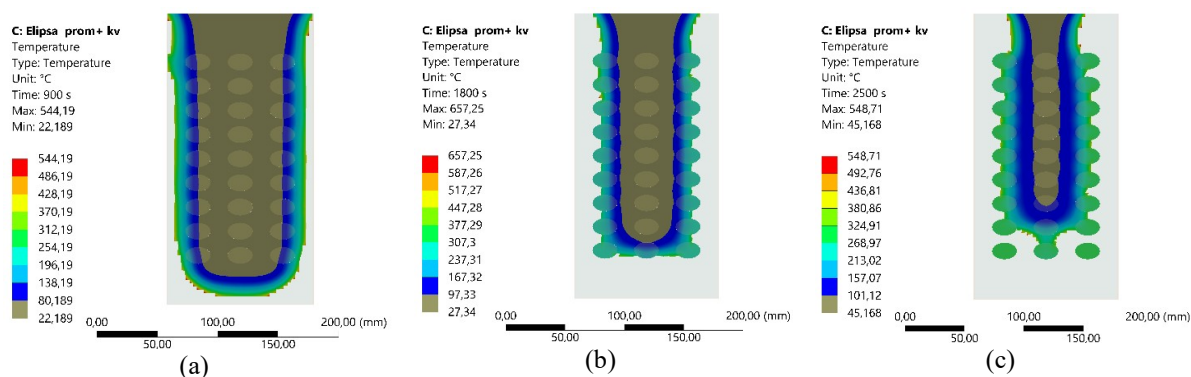 C: Elipsa prom+ kv
Temperature
Type: Temperature
Unit: °C
Time: 900 s
Max: 544,19
Min: 22,189
544,19
486,19
428,19
370,19
312,19
254,19
196,19
138,19
80,189
22,189
0,00 100,00 200,00 (mm)
50,00 150,00
(a)
C: Elipsa prom+ kv
Temperature
Type: Temperature
Unit: °C
Time: 1800 s
Max: 657,25
Min: 27,34
657,25
587,26
517,27
447,28
377,29
307,3
237,31
167,32
97,33
27,34
0,00 100,00 200,00 (mm)
50,00 150,00
(b)
C: Elipsa prom+ kv
Temperature
Type: Temperature
Unit: °C
Time: 2500 s
Max: 548,71
Min: 45,168
548,71
492,76
436,81
380,86
324,91
268,97
213,02
157,07
101,12
45,168
0,00 100,00 200,00 (mm)
50,00 150,00
(c)